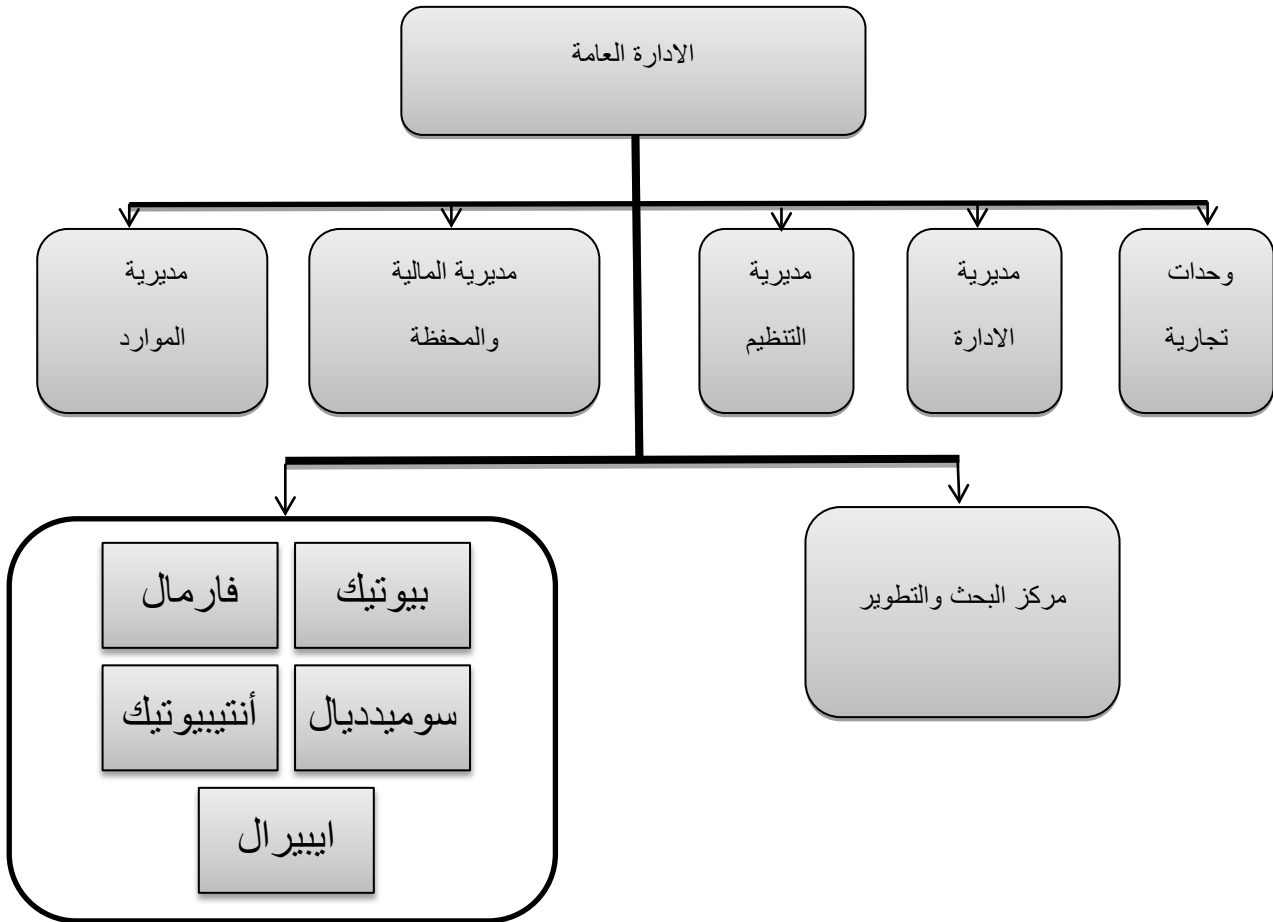 الادارة العامة
وحدات
تجارية
مديرية
الادارة
مديرية
التنظيم
مديرية المالية
والمحفظة
مديرية
الموارد
مركز البحث والتطوير
بيوتيك
فارمال
سوميدديال
أنتيبيوتيك
ايبيرال